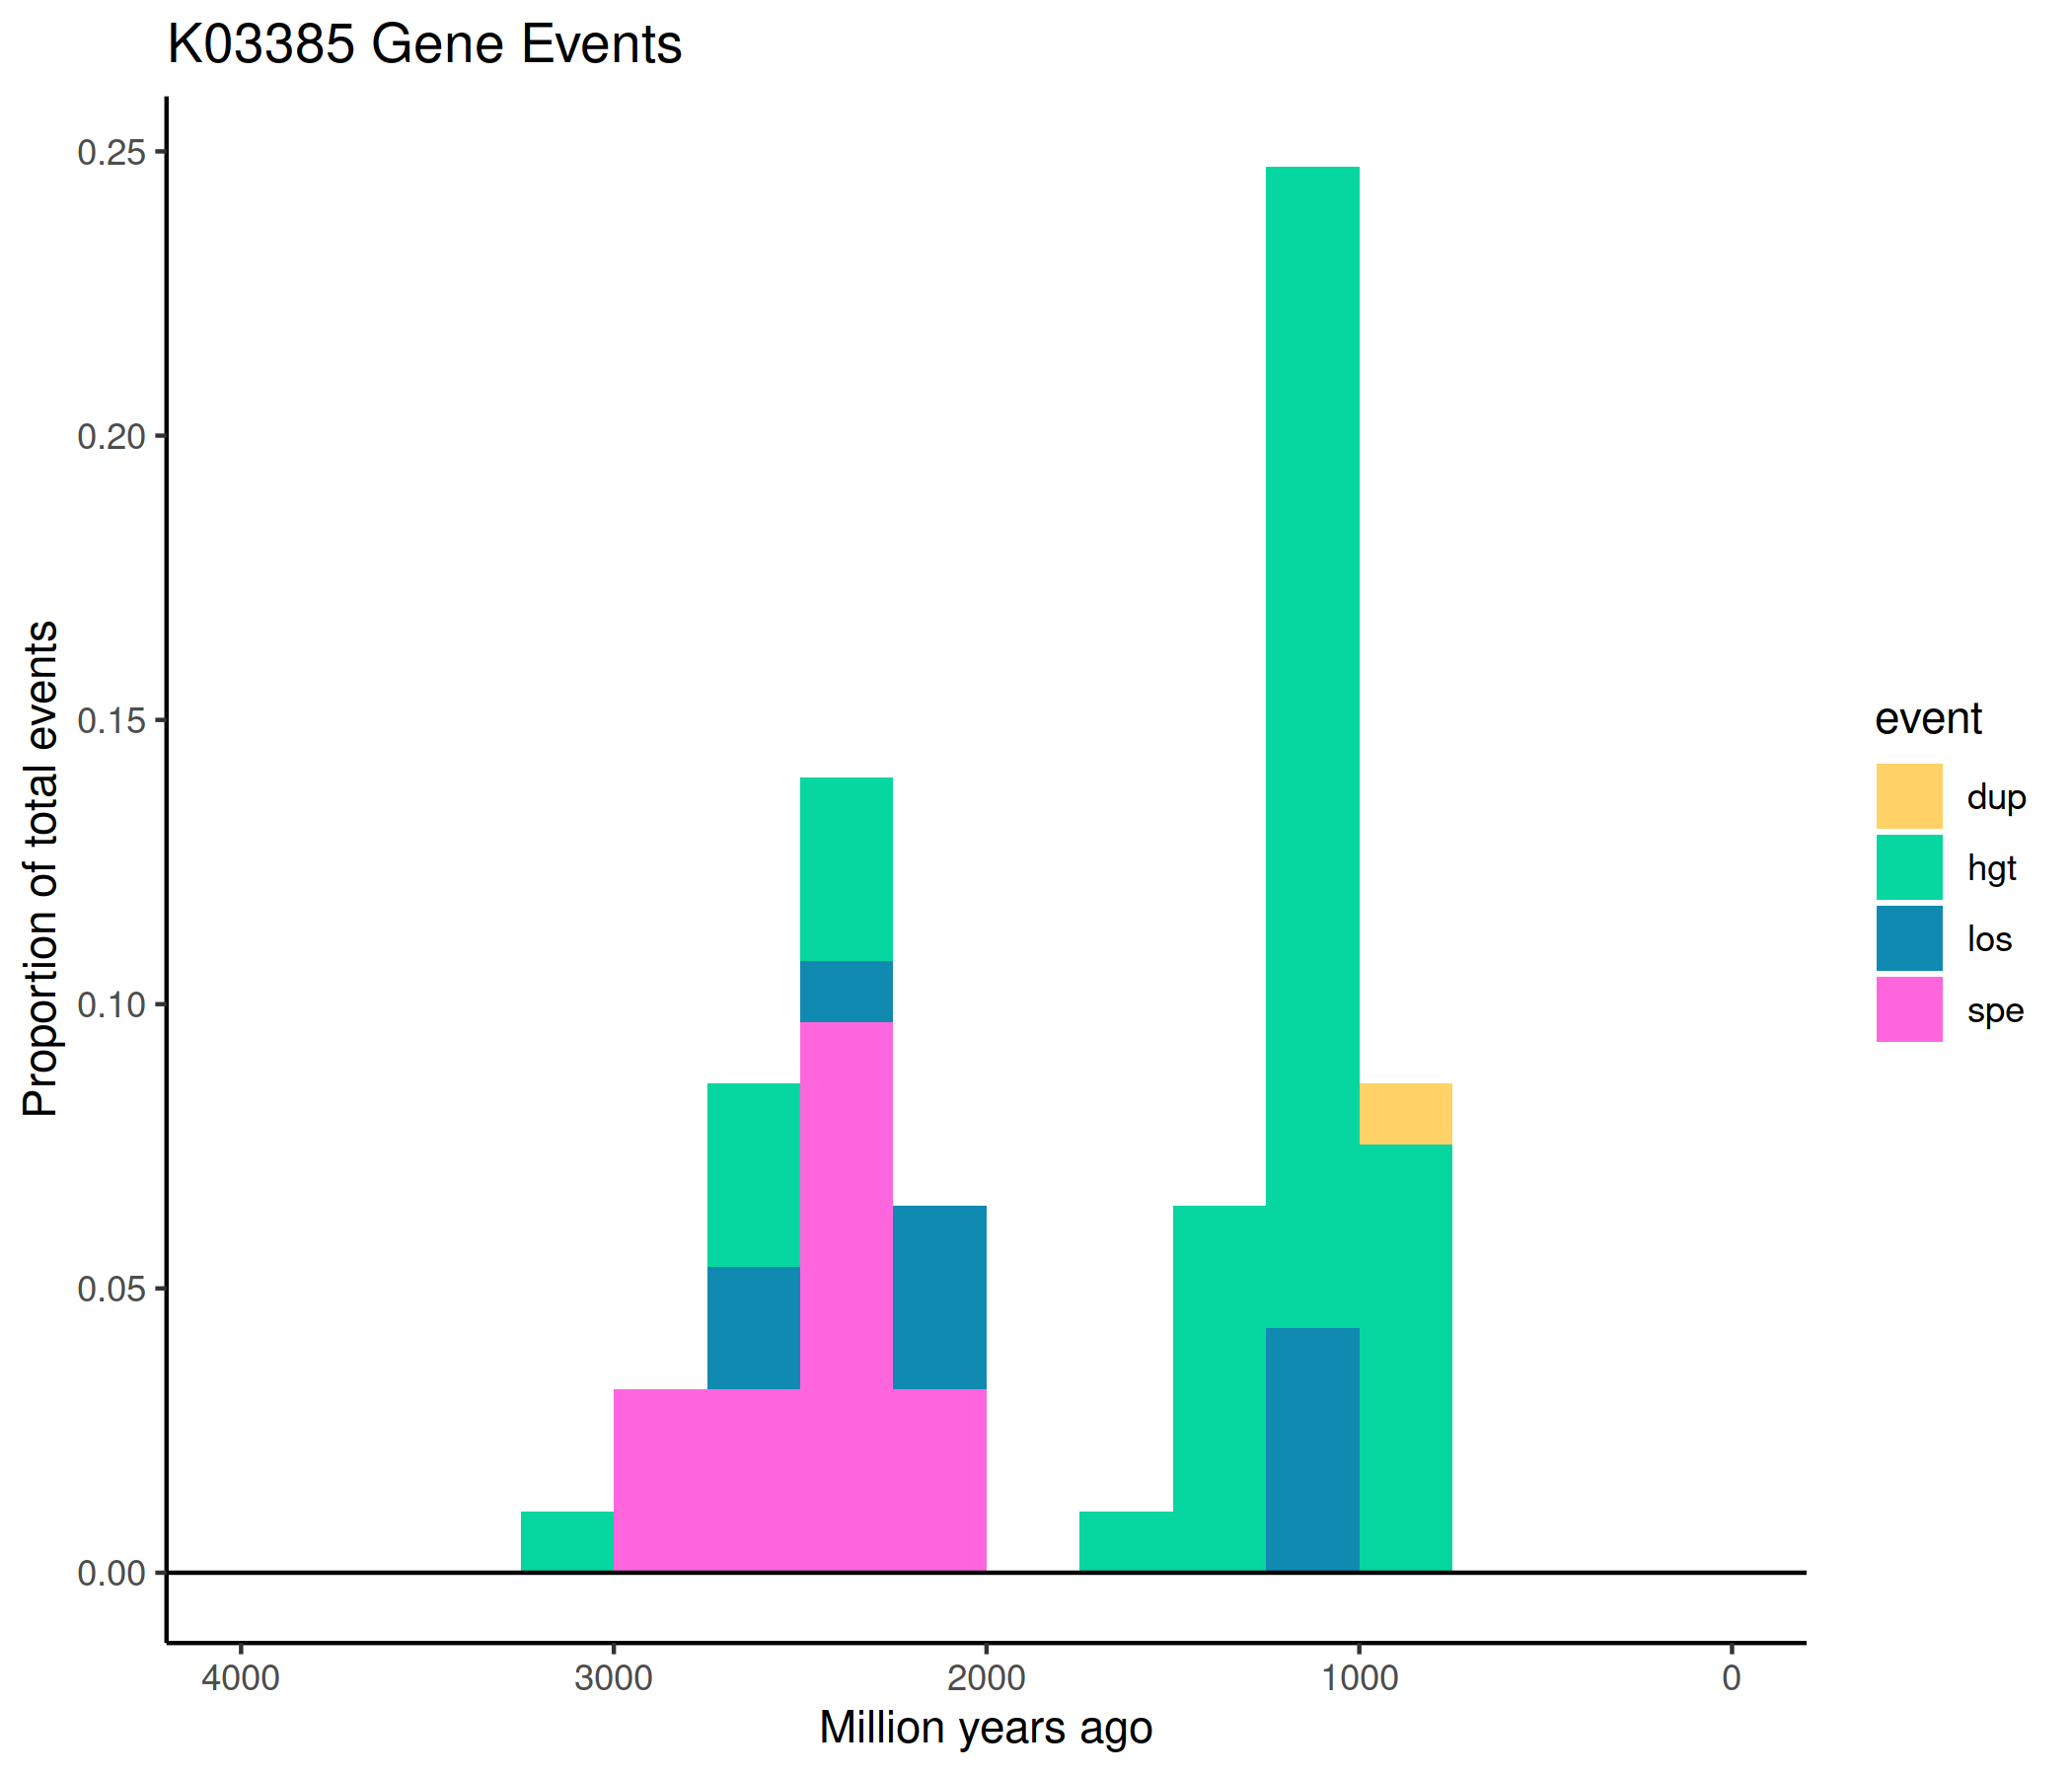 K03385 Gene Events
0.25
0.20
0.15
0.10
0.05
0.00
Proportion of total events
4000 3000 2000 1000 0
Million years ago
event
dup
hgt
los
spe